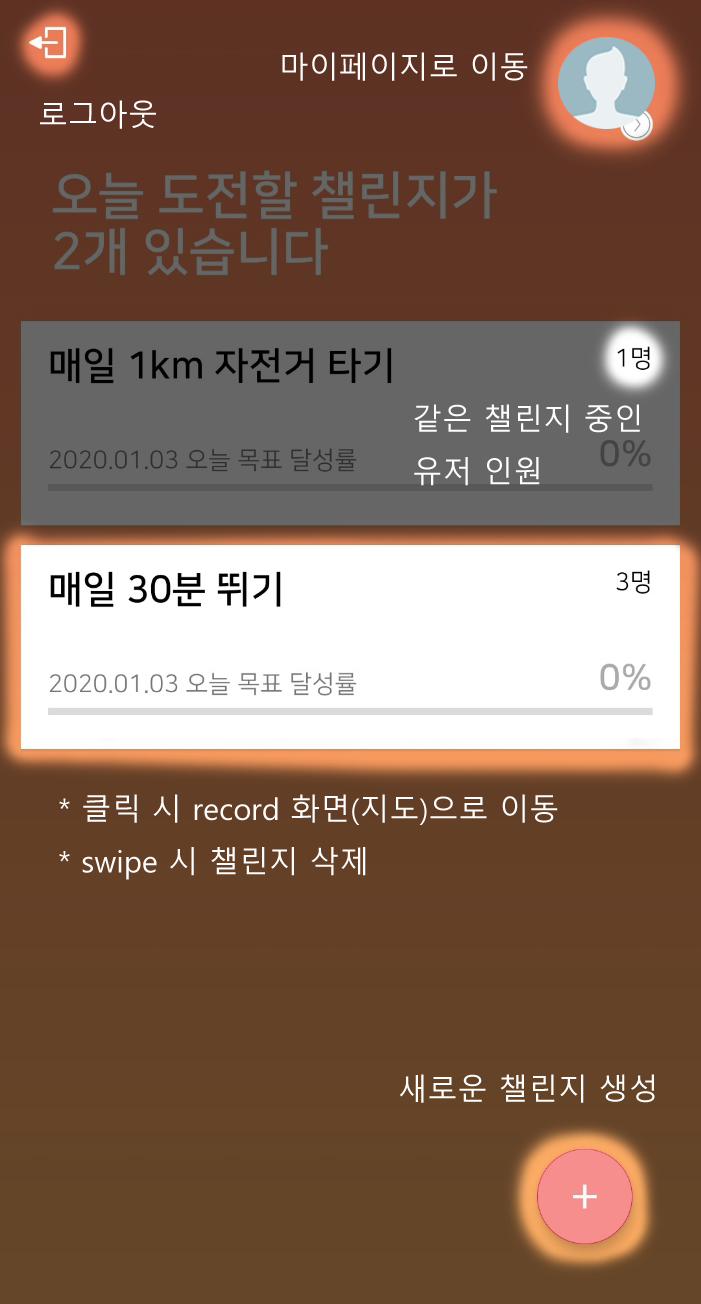 마이페이지로 이동
로그아웃
오늘 도전할 챌린지가
2개 있습니다
매일 1km 자전거 타기
1명
같은 챌린지 중인
유저 인원
2020.01.03 오늘 목표 달성률
0%
매일 30분 뛰기
3명
2020.01.03 오늘 목표 달성률
0%
* 클릭 시 record 화면(지도)으로 이동
* swipe 시 챌린지 삭제
새로운 챌린지 생성
+